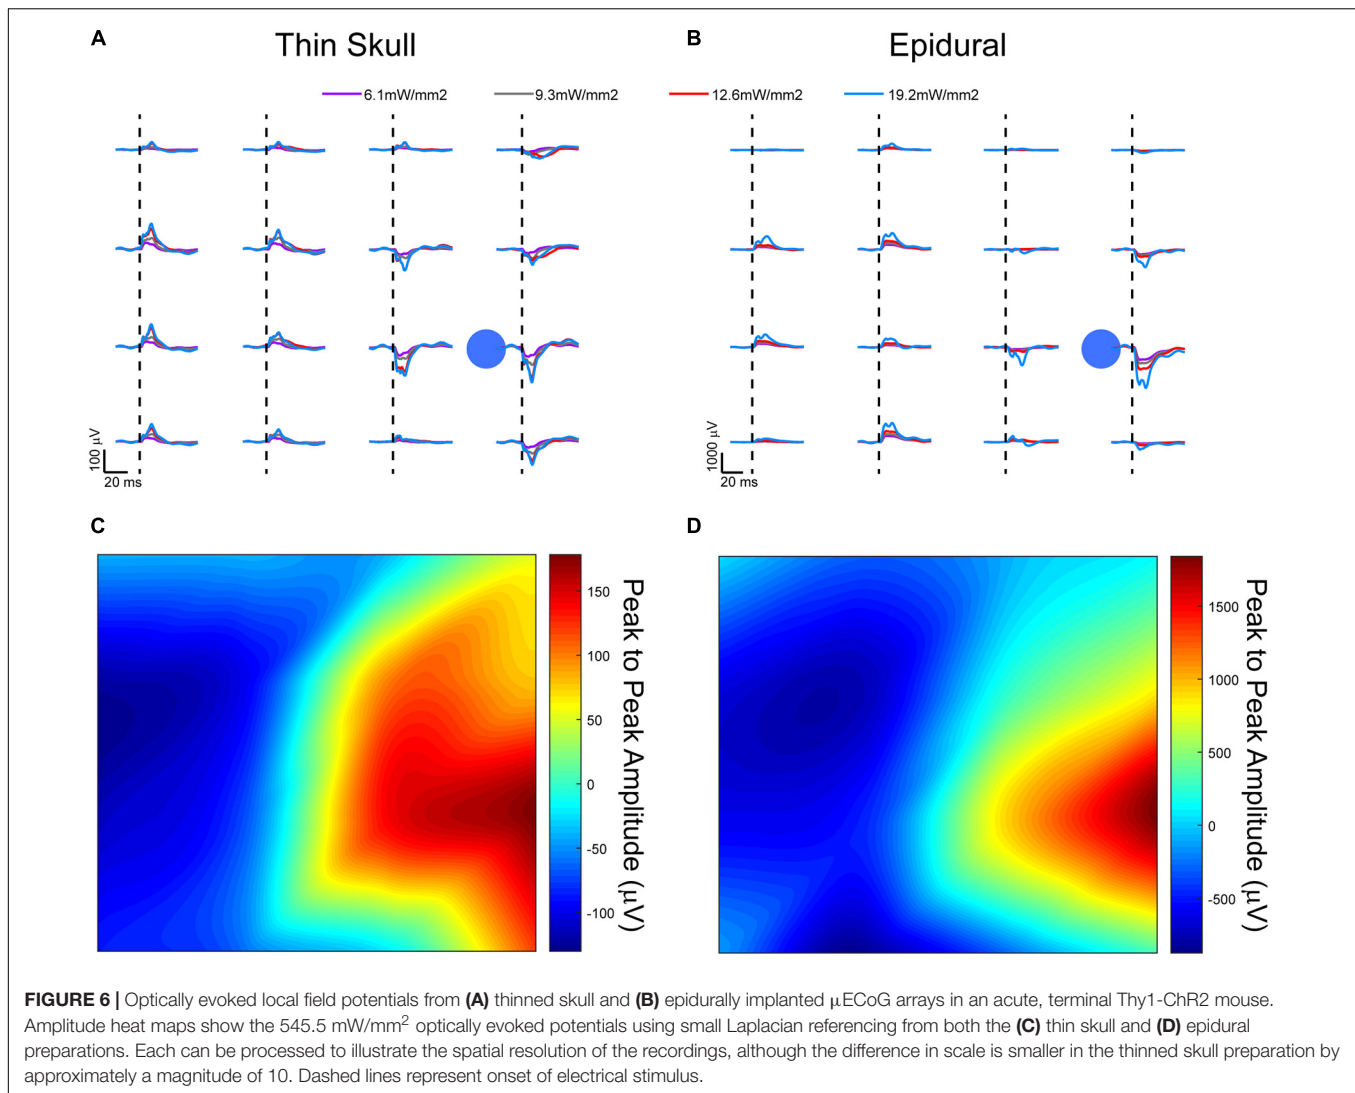 A
Thin Skull
B
Epidural
6.1mW/mm2
9.3mW/mm2
12.6mW/mm2
19.2mW/mm2
100 µV
20 ms
1000 µV
20 ms
C
150
100
50
0
-50
-100
Peak to Peak Amplitude (µV)
D
1500
1000
500
0
-500
Peak to Peak Amplitude (µV)
FIGURE 6 | Optically evoked local field potentials from (A) thinned skull and (B) epidurally implanted µECoG arrays in an acute, terminal Thy1-ChR2 mouse.
Amplitude heat maps show the 545.5 mW/mm² optically evoked potentials using small Laplacian referencing from both the (C) thin skull and (D) epidural
preparations. Each can be processed to illustrate the spatial resolution of the recordings, although the difference in scale is smaller in the thinned skull preparation by
approximately a magnitude of 10. Dashed lines represent onset of electrical stimulus.